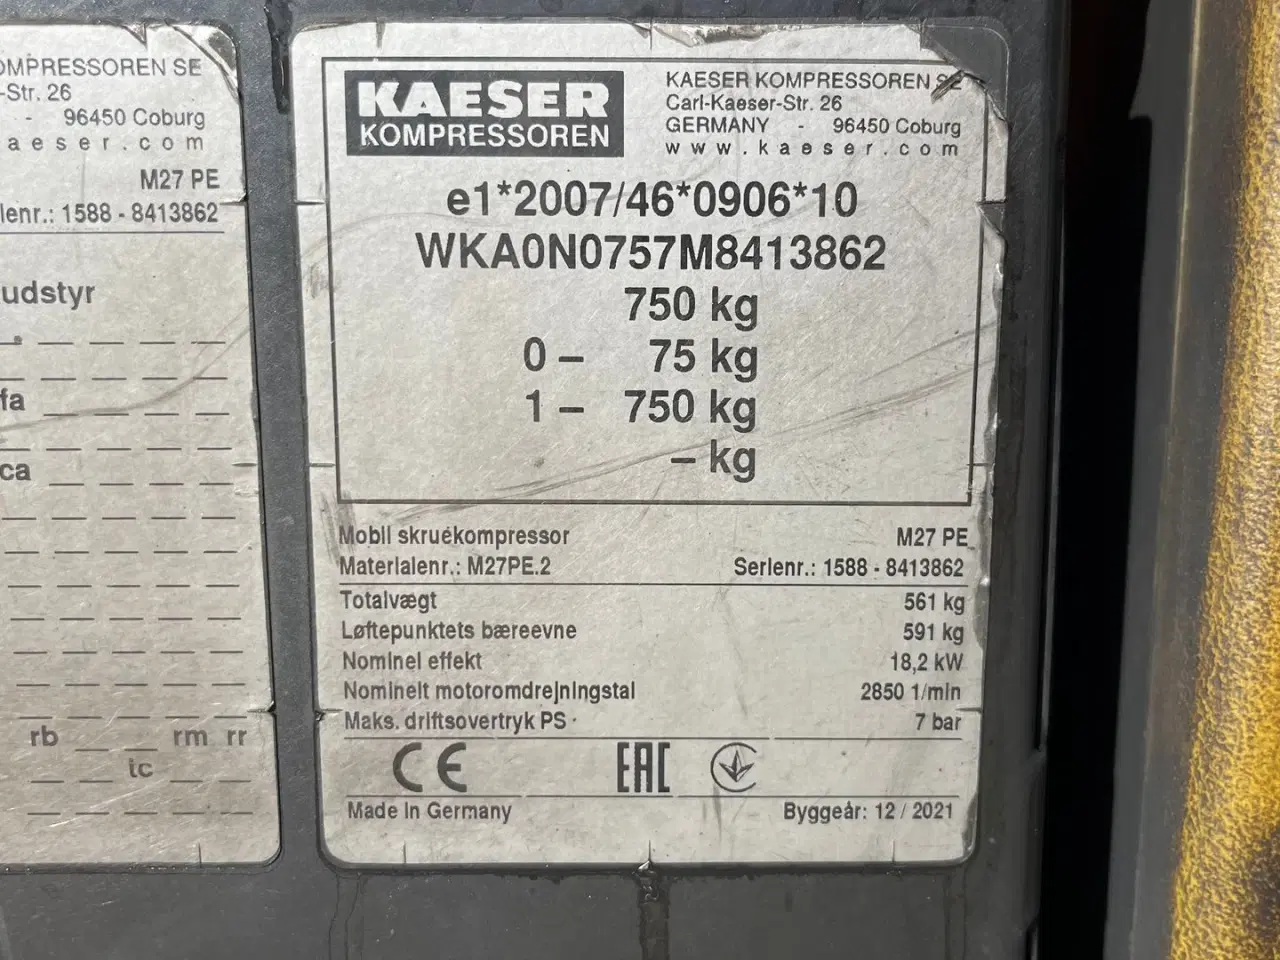 OMPRESSOREN SE
-Str. 26
- 96450 Coburg
aeser.com
M27 PE
lenr.: 1588 - 8413862
udstyr
fa
ca
rb rm rr
ic
KAESER
KOMPRESSOREN
KAESER KOMPRESSOREN SE
Carl-Kaeser-Str. 26
GERMANY - 96450 Coburg
www.kaeser.com
e1*2007/46*0906*10
WKA0N0757M8413862
750 kg
0 – 75 kg
1 – 750 kg
– kg
Mobil skruekompressor M27 PE
Materialenr.: M27PE.2 Serienr.: 1588 - 8413862
Totalvægt 561 kg
Løftepunktets bæreevne 591 kg
Nominel effekt 18,2 kW
Nominelt motoromdrejningstal 2850 1/min
Maks. driftsovertryk PS 7 bar
CE EAC
Made in Germany Byggeår: 12 / 2021